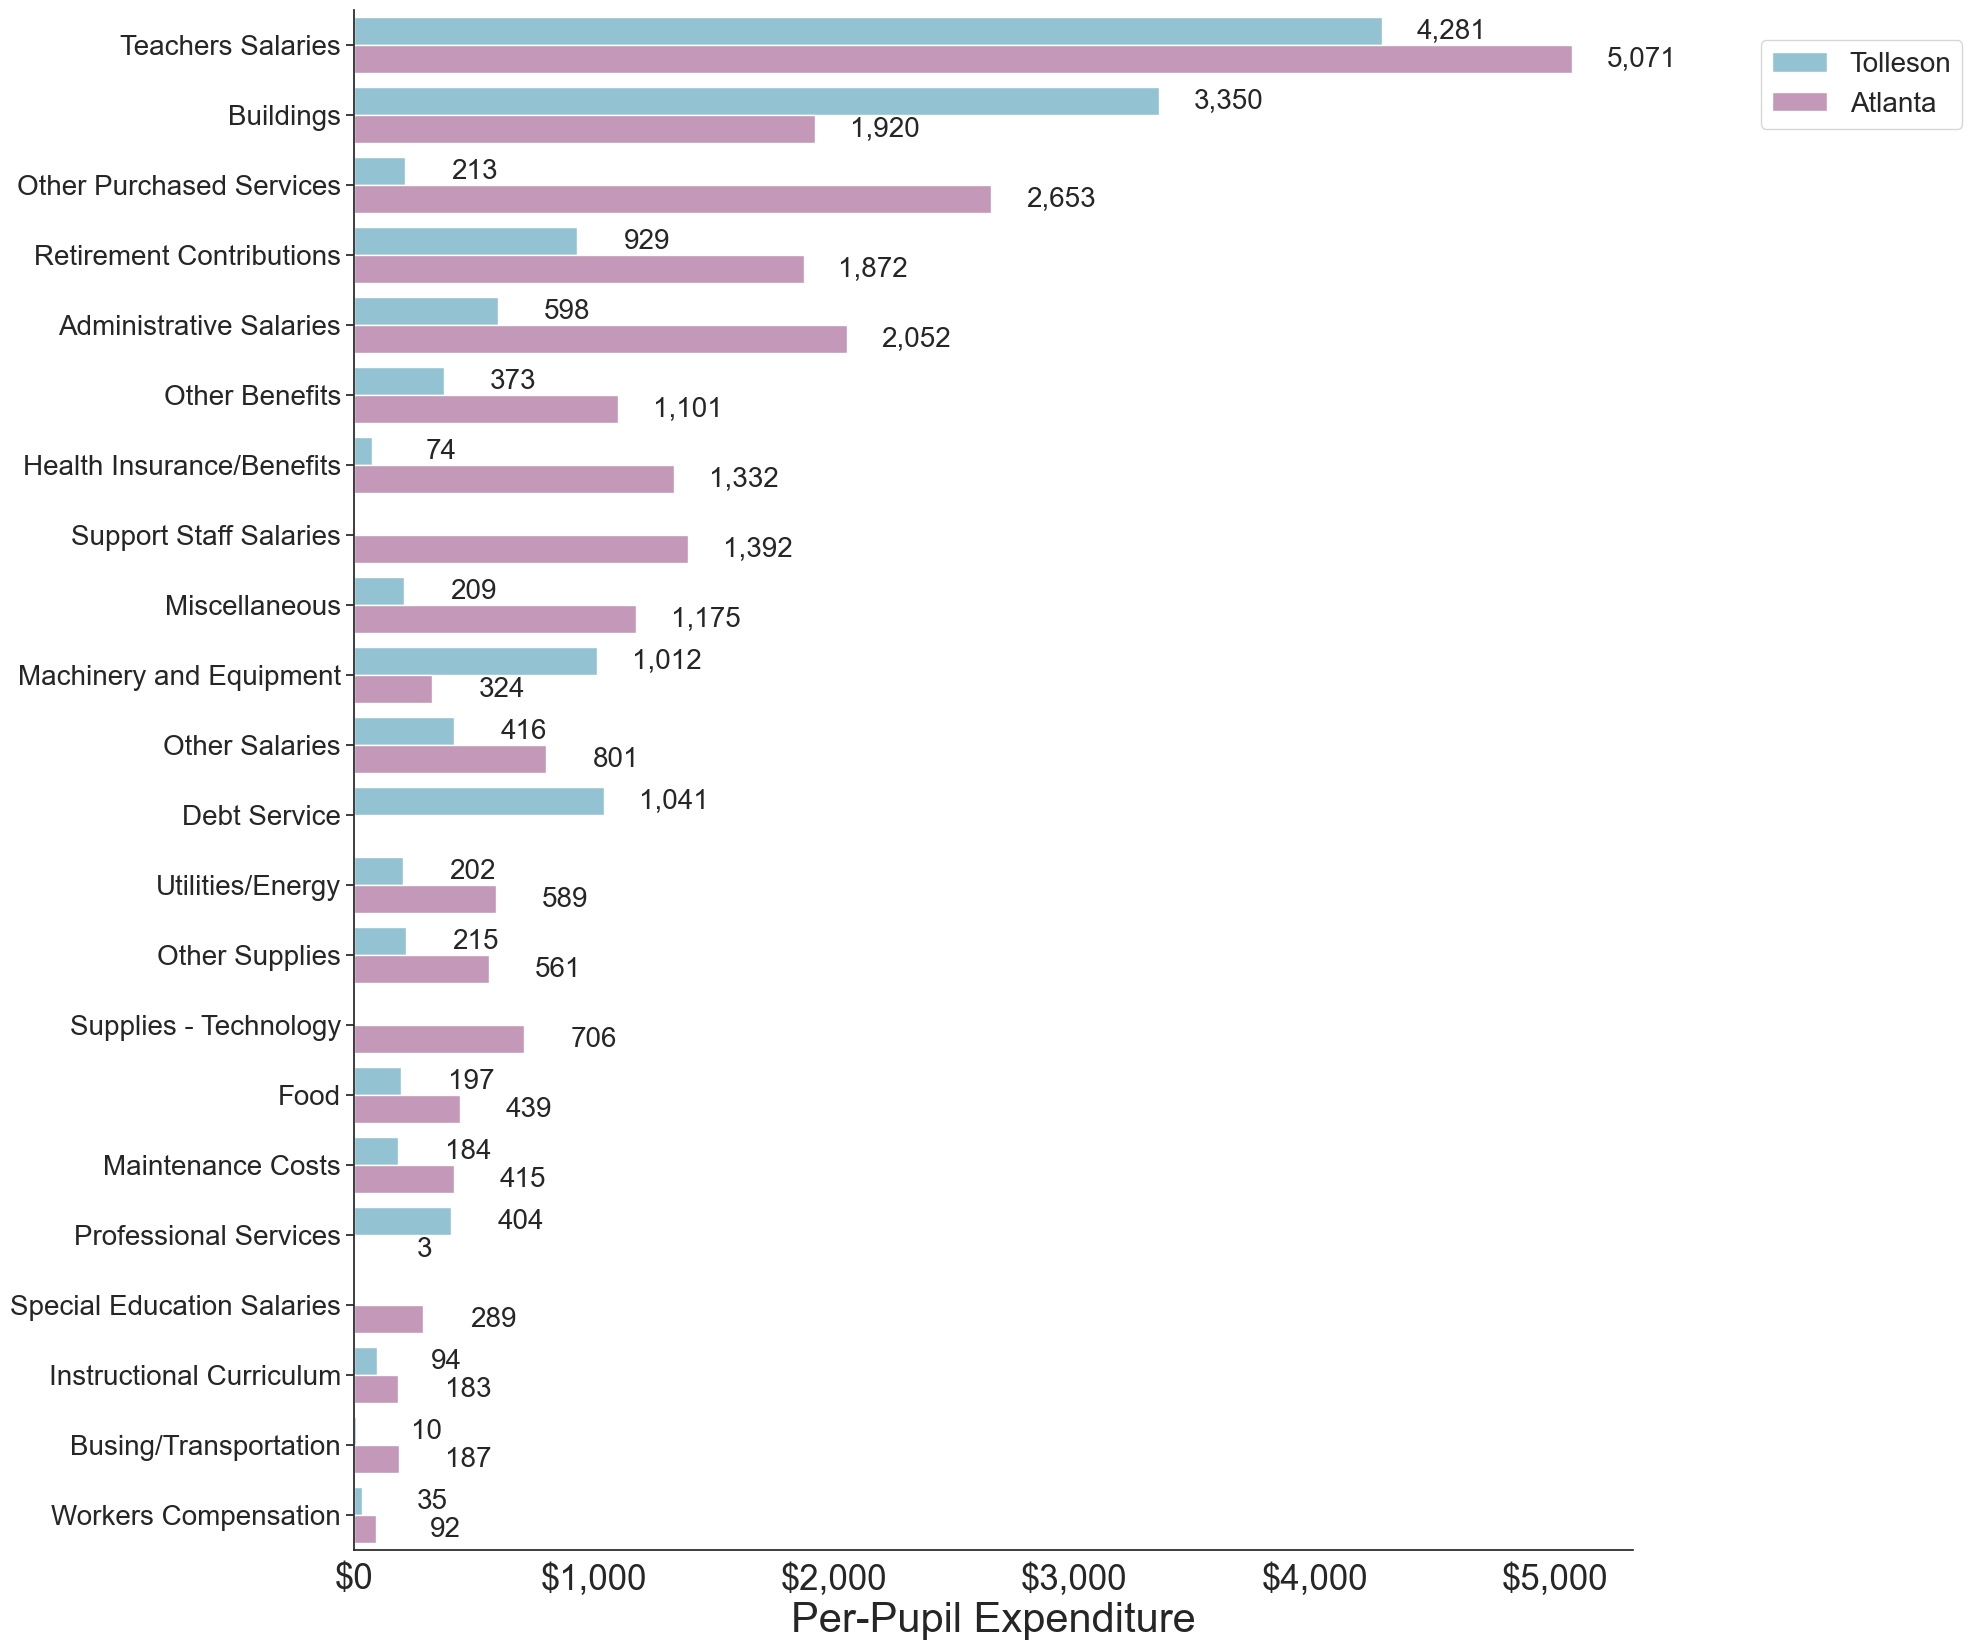 Teachers Salaries
4,281
5,071
Tolleson
Atlanta
Buildings
3,350
1,920
Other Purchased Services
213
2,653
Retirement Contributions
929
1,872
Administrative Salaries
598
2,052
Other Benefits
373
1,101
Health Insurance/Benefits
74
1,332
Support Staff Salaries
1,392
Miscellaneous
209
1,175
Machinery and Equipment
1,012
324
Other Salaries
416
801
Debt Service
1,041
Utilities/Energy
202
589
Other Supplies
215
561
Supplies - Technology
706
Food
197
439
Maintenance Costs
184
415
Professional Services
404
3
Special Education Salaries
289
Instructional Curriculum
94
183
Busing/Transportation
10
187
Workers Compensation
35
92
$0 $1,000 $2,000 $3,000 $4,000 $5,000
Per-Pupil Expenditure